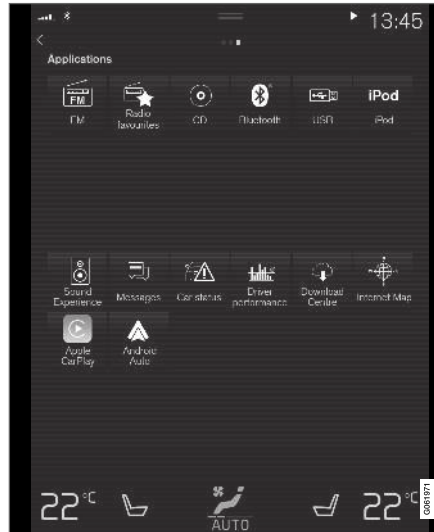 13:45
Applications
FM
iPod
FM
Radio
favourites
CD
Bluetooth
USB
iPod
Sound
Experience
Messages
Car status
Driver
performance
Download
Centre
Internet Map
Apple
CarPlay
Android
Auto
22°C
AUTO
22°C
G061971